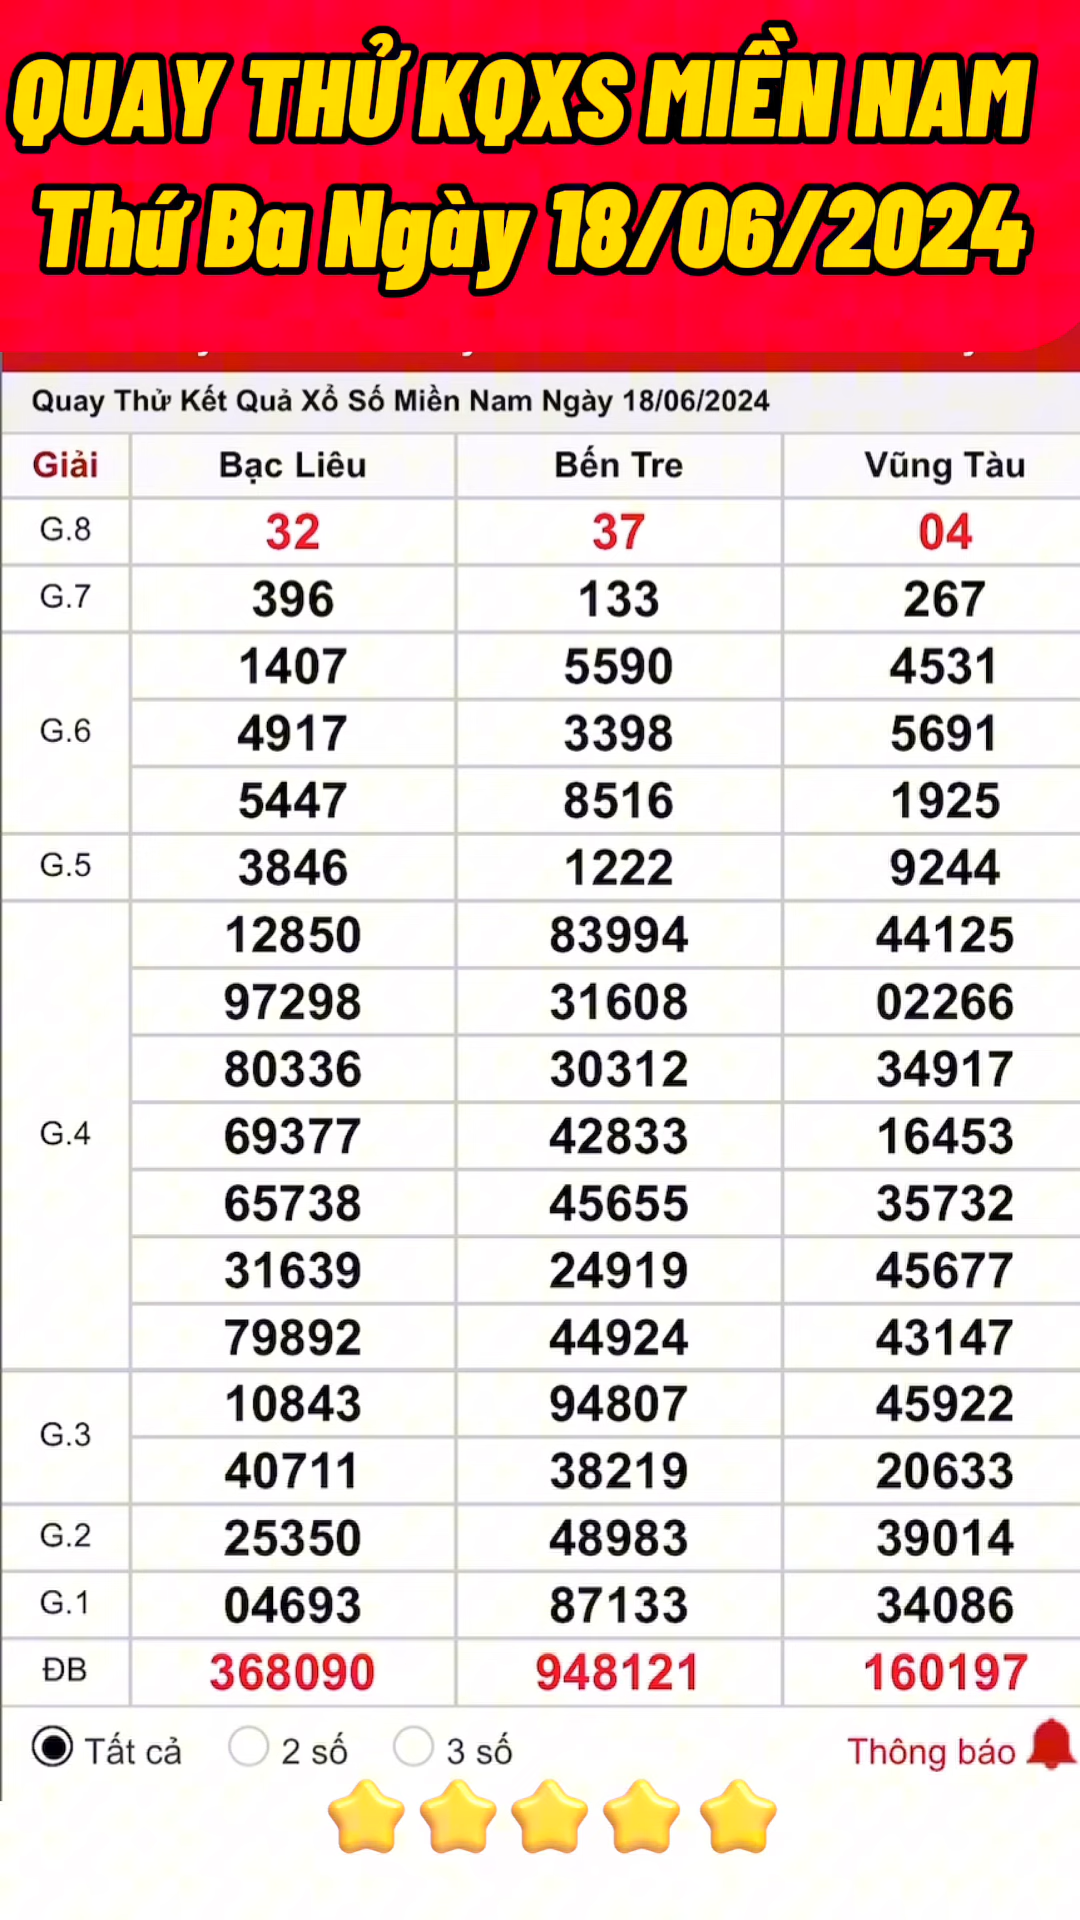 QUAY THỬ KQXS MIỀN NAM
Thứ Ba Ngày 18/06/2024
Quay Thử Kết Quả Xổ Số Miền Nam Ngày 18/06/2024
Giải Bạc Liêu Bến Tre Vũng Tàu
G.8 32 37 04
G.7 396 133 267
1407 5590 4531
G.6 4917 3398 5691
5447 8516 1925
G.5 3846 1222 9244
12850 83994 44125
97298 31608 02266
80336 30312 34917
G.4 69377 42833 16453
65738 45655 35732
31639 24919 45677
79892 44924 43147
G.3 10843 94807 45922
40711 38219 20633
G.2 25350 48983 39014
G.1 04693 87133 34086
ĐB 368090 948121 160197
Tất cả 2 số 3 số Thông báo